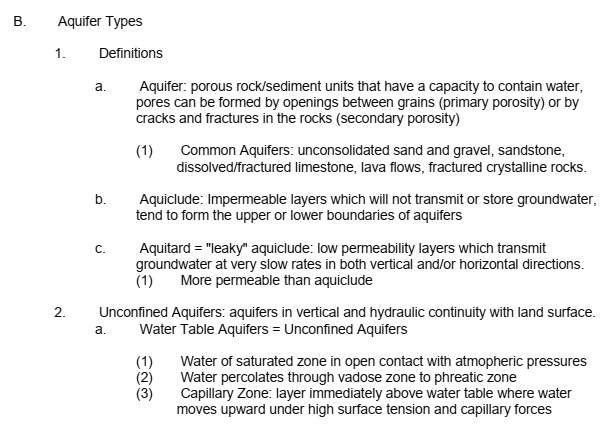 B. Aquifer Types
1. Definitions
a. Aquifer: porous rock/sediment units that have a capacity to contain water,
pores can be formed by openings between grains (primary porosity) or by
cracks and fractures in the rocks (secondary porosity)
(1) Common Aquifers: unconsolidated sand and gravel, sandstone,
dissolved/fractured limestone, lava flows, fractured crystalline rocks.
b. Aquiclude: Impermeable layers which will not transmit or store groundwater,
tend to form the upper or lower boundaries of aquifers
c. Aquitard = "leaky" aquiclude: low permeability layers which transmit
groundwater at very slow rates in both vertical and/or horizontal directions.
(1) More permeable than aquiclude
2. Unconfined Aquifers: aquifers in vertical and hydraulic continuity with land surface.
a. Water Table Aquifers = Unconfined Aquifers
(1) Water of saturated zone in open contact with atmpheric pressures
(2) Water percolates through vadose zone to phreatic zone
(3) Capillary Zone: layer immediately above water table where water
moves upward under high surface tension and capillary forces